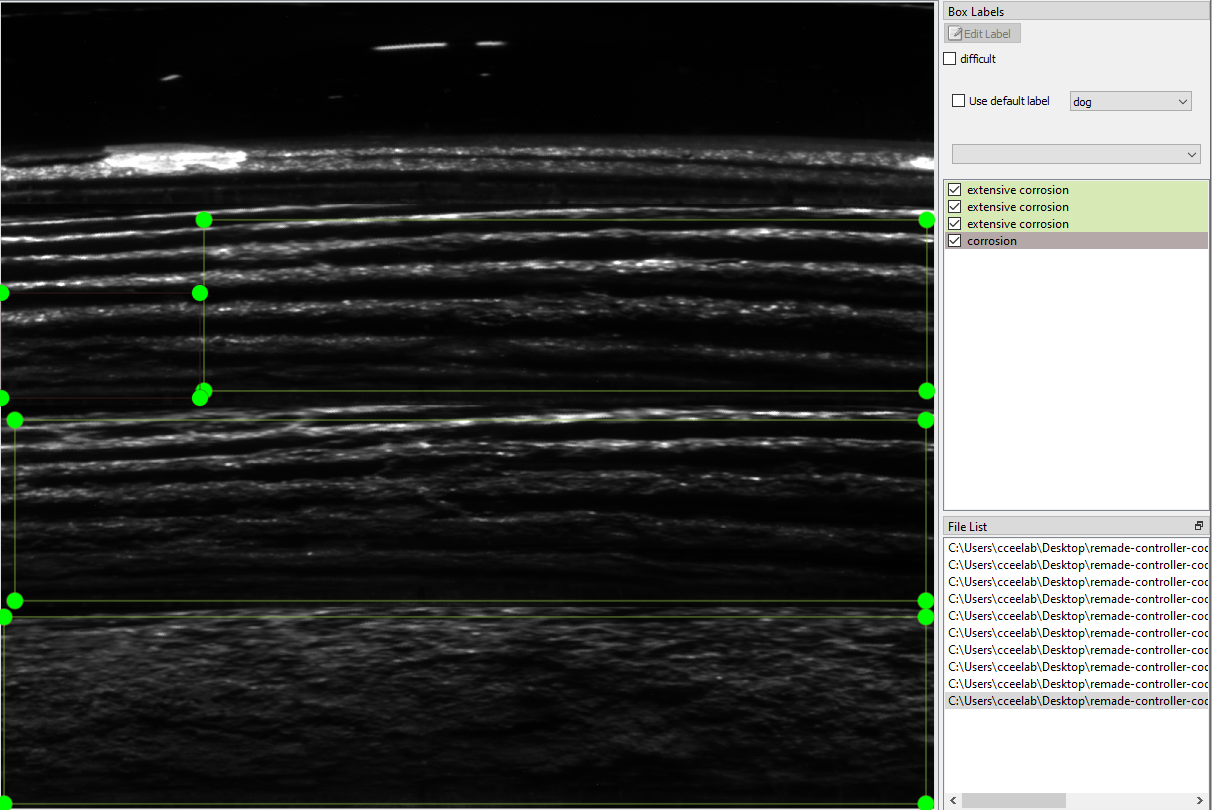 Box Labels
Edit Label
difficult
Use default label
dog
extensive corrosion
extensive corrosion
extensive corrosion
corrosion
File List
C:\Users\cceelab\Desktop\remade-controller-coc
C:\Users\cceelab\Desktop\remade-controller-coc
C:\Users\cceelab\Desktop\remade-controller-coc
C:\Users\cceelab\Desktop\remade-controller-coc
C:\Users\cceelab\Desktop\remade-controller-coc
C:\Users\cceelab\Desktop\remade-controller-coc
C:\Users\cceelab\Desktop\remade-controller-coc
C:\Users\cceelab\Desktop\remade-controller-coc
C:\Users\cceelab\Desktop\remade-controller-coc
C:\Users\cceelab\Desktop\remade-controller-coc